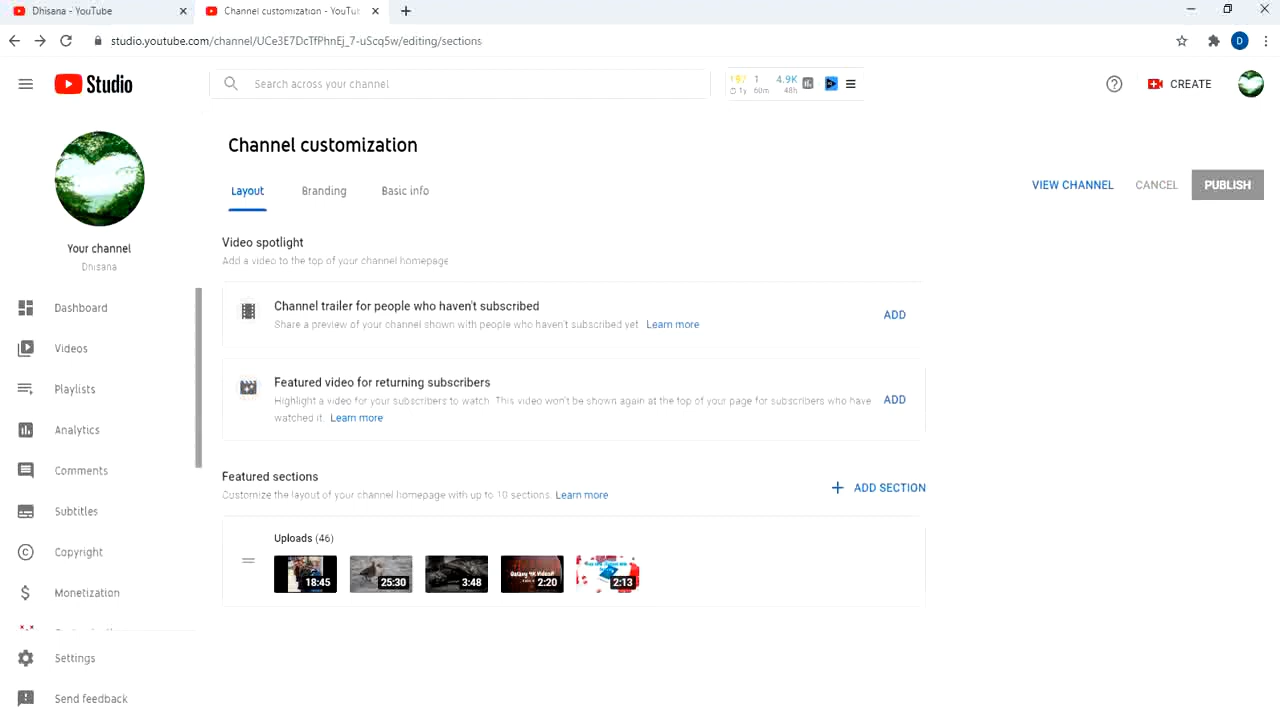 Dhisana - YouTube
Channel customization - YouTu
studio.youtube.com/channel/UCe3E7DcTfPhnEj_7-uScq5w/editing/sections
D
Studio
Search across your channel
1 4.9K
1y 60m 48h
CREATE
Channel customization
Layout Branding Basic info
VIEW CHANNEL CANCEL PUBLISH
Your channel
Dhisana
Video spotlight
Add a video to the top of your channel homepage
Channel trailer for people who haven't subscribed
Share a preview of your channel shown with people who haven't subscribed yet Learn more
ADD
Featured video for returning subscribers
Highlight a video for your subscribers to watch. This video won't be shown again at the top of your page for subscribers who have
watched it. Learn more
ADD
Featured sections
Customize the layout of your channel homepage with up to 10 sections. Learn more
ADD SECTION
Uploads (46)
18:45
25:30
3:48
Galaxy 4K Video!!
2:20
2:13
Dashboard
Videos
Playlists
Analytics
Comments
Subtitles
Copyright
Monetization
Settings
Send feedback